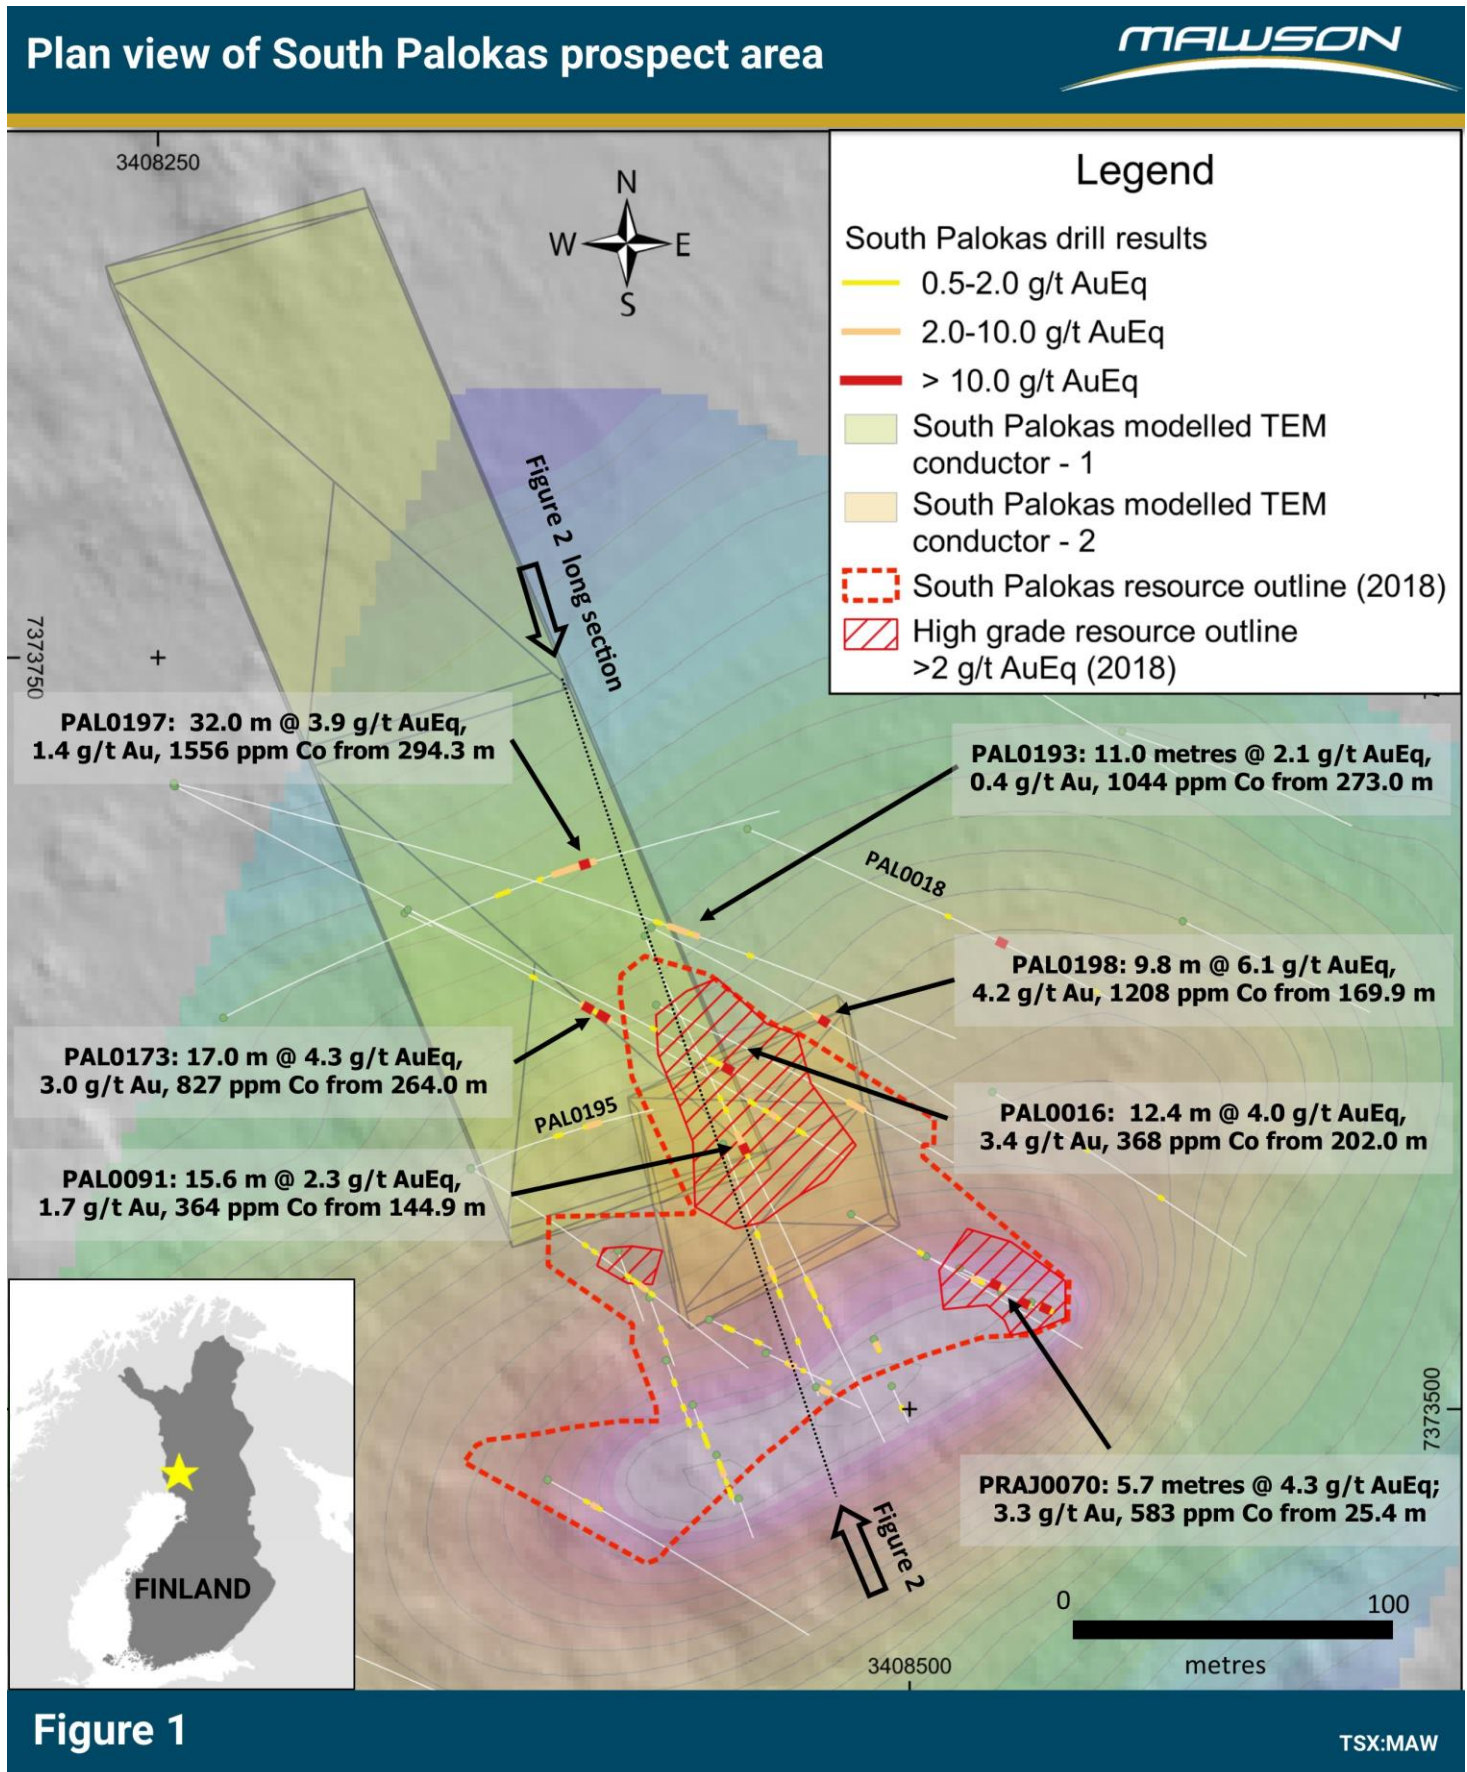 Plan view of South Palokas prospect area
MAWSON
3408250
N
W E
S
Legend
South Palokas drill results
0.5-2.0 g/t AuEq
2.0-10.0 g/t AuEq
> 10.0 g/t AuEq
South Palokas modelled TEM
conductor - 1
South Palokas modelled TEM
conductor - 2
South Palokas resource outline (2018)
High grade resource outline
>2 g/t AuEq (2018)
Figure 2 long section
7373750
PAL0197: 32.0 m @ 3.9 g/t AuEq,
1.4 g/t Au, 1556 ppm Co from 294.3 m
PAL0193: 11.0 metres @ 2.1 g/t AuEq,
0.4 g/t Au, 1044 ppm Co from 273.0 m
PAL0018
PAL0198: 9.8 m @ 6.1 g/t AuEq,
4.2 g/t Au, 1208 ppm Co from 169.9 m
PAL0173: 17.0 m @ 4.3 g/t AuEq,
3.0 g/t Au, 827 ppm Co from 264.0 m
PAL0195
PAL0016: 12.4 m @ 4.0 g/t AuEq,
3.4 g/t Au, 368 ppm Co from 202.0 m
PAL0091: 15.6 m @ 2.3 g/t AuEq,
1.7 g/t Au, 364 ppm Co from 144.9 m
7373500
PRAJ0070: 5.7 metres @ 4.3 g/t AuEq;
3.3 g/t Au, 583 ppm Co from 25.4 m
Figure 2
FINLAND
0 100
metres
3408500
Figure 1
TSX:MAW